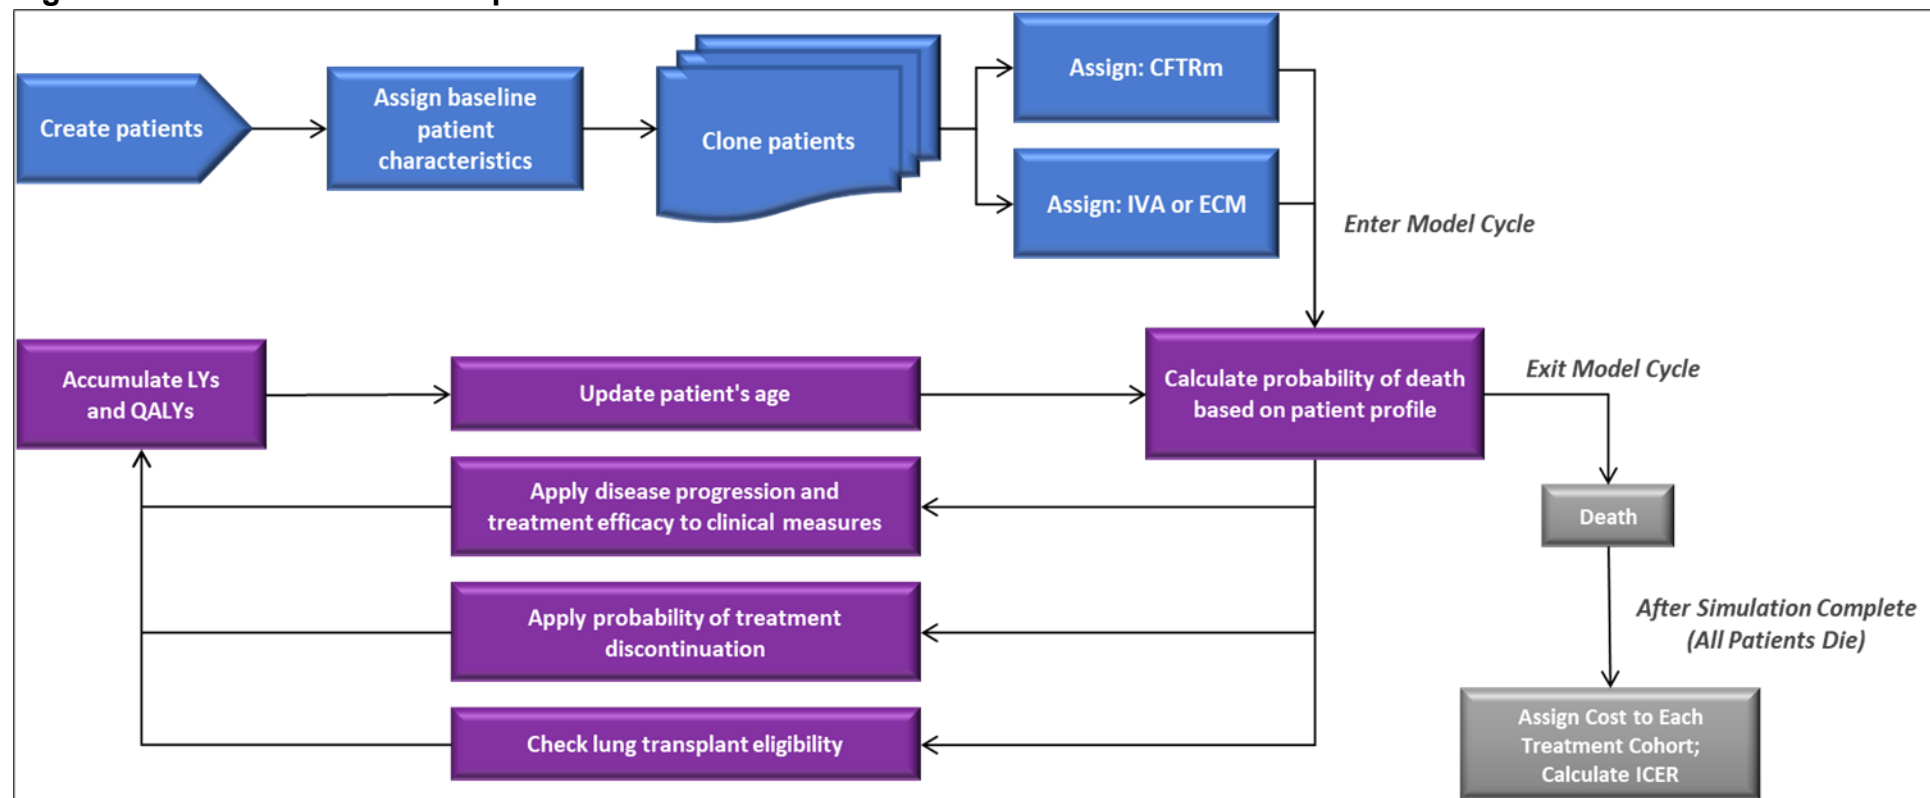 Create patients
Assign baseline
patient
characteristics
Clone patients
Assign: CFTRm
Assign: IVA or ECM
Enter Model Cycle
Accumulate LYs
and QALYs
Update patient's age
Calculate probability of death
based on patient profile
Exit Model Cycle
Apply disease progression and
treatment efficacy to clinical measures
Death
Apply probability of treatment
discontinuation
After Simulation Complete
(All Patients Die)
Check lung transplant eligibility
Assign Cost to Each
Treatment Cohort;
Calculate ICER